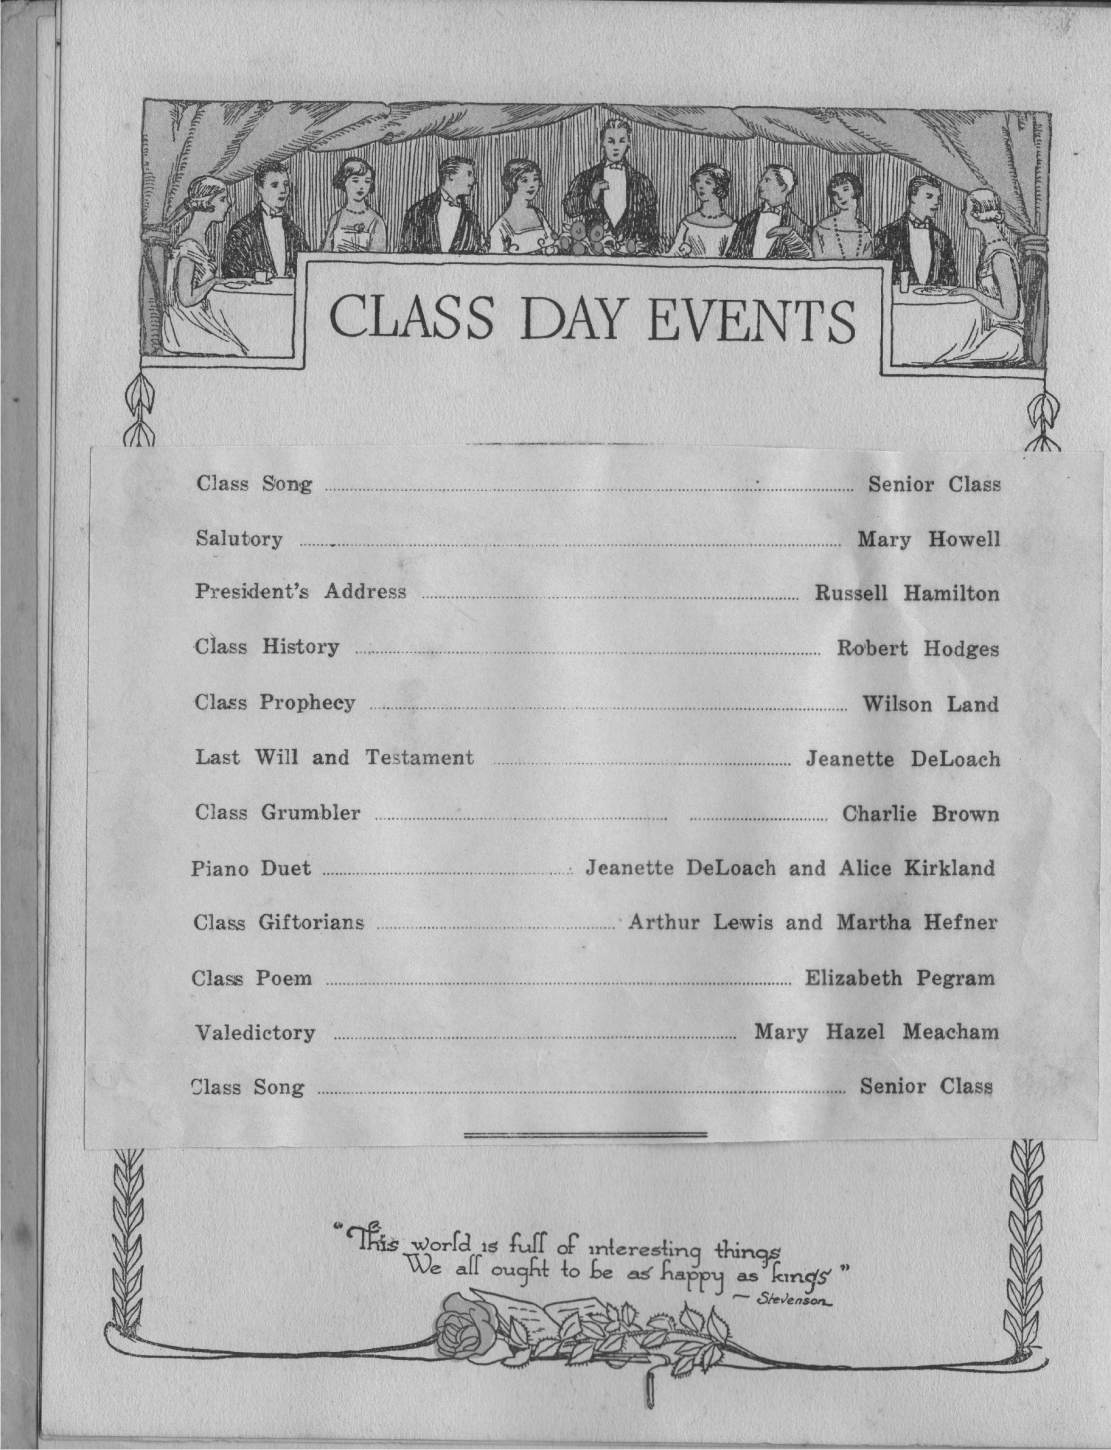 CLASS DAY EVENTS
Class Song ........ Senior Class
Salutory ........ Mary Howell
President's Address ........ Russell Hamilton
Class History ........ Robert Hodges
Class Prophecy ........ Wilson Land
Last Will and Testament ........ Jeanette DeLoach
Class Grumbler ........ Charlie Brown
Piano Duet ........ Jeanette DeLoach and Alice Kirkland
Class Giftorians ........ Arthur Lewis and Martha Hefner
Class Poem ........ Elizabeth Pegram
Valedictory ........ Mary Hazel Meacham
Class Song ........ Senior Class
"This world is full of interesting things
We all ought to be as happy as kings"
— Stevenson